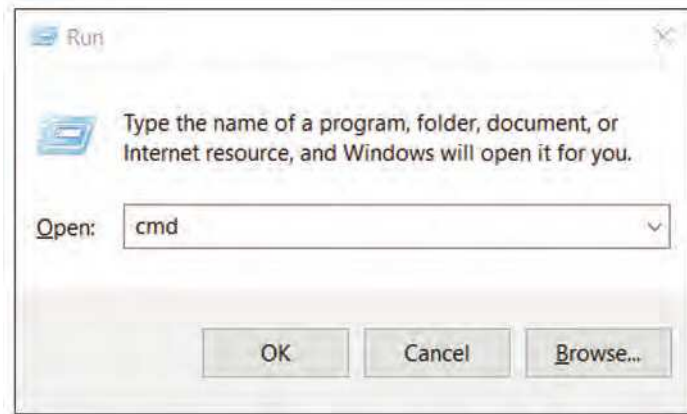 Run
Type the name of a program, folder, document, or
Internet resource, and Windows will open it for you.
Open: cmd
OK Cancel Browse...